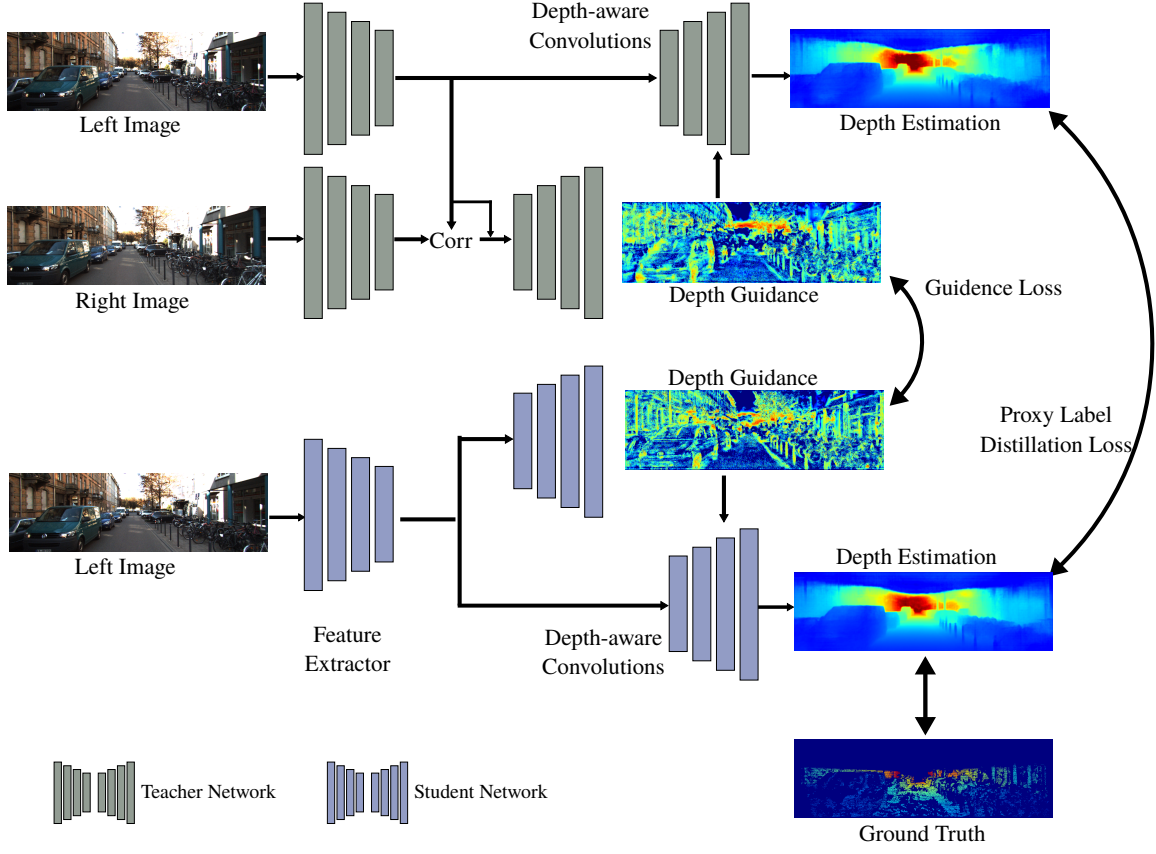 Depth-aware
Convolutions
Left Image
Depth Estimation
Corr
Right Image
Depth Guidance
Guidence Loss
Depth Guidance
Proxy Label
Distillation Loss
Left Image
Depth Estimation
Feature
Extractor
Depth-aware
Convolutions
Teacher Network
Student Network
Ground Truth